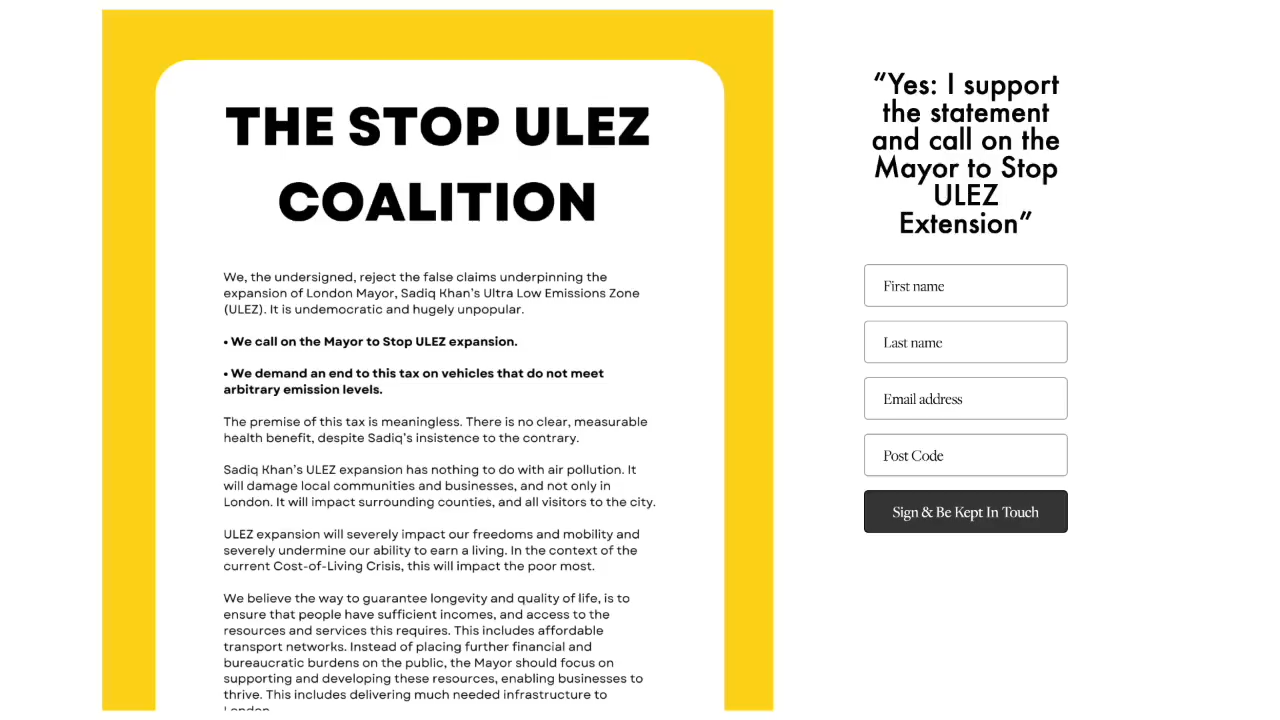 THE STOP ULEZ
COALITION
We, the undersigned, reject the false claims underpinning the
expansion of London Mayor, Sadiq Khan's Ultra Low Emissions Zone
(ULEZ). It is undemocratic and hugely unpopular.
• We call on the Mayor to Stop ULEZ expansion.
• We demand an end to this tax on vehicles that do not meet
arbitrary emission levels.
The premise of this tax is meaningless. There is no clear, measurable
health benefit, despite Sadiq's insistence to the contrary.
Sadiq Khan's ULEZ expansion has nothing to do with air pollution. It
will damage local communities and businesses, and not only in
London. It will impact surrounding counties, and all visitors to the city.
ULEZ expansion will severely impact our freedoms and mobility and
severely undermine our ability to earn a living. In the context of the
current Cost-of-Living Crisis, this will impact the poor most.
We believe the way to guarantee longevity and quality of life, is to
ensure that people have sufficient incomes, and access to the
resources and services this requires. This includes affordable
transport networks. Instead of placing further financial and
bureaucratic burdens on the public, the Mayor should focus on
supporting and developing these resources, enabling businesses to
thrive. This includes delivering much needed infrastructure to
London.
“Yes: I support
the statement
and call on the
Mayor to Stop
ULEZ
Extension”
First name
Last name
Email address
Post Code
Sign & Be Kept In Touch